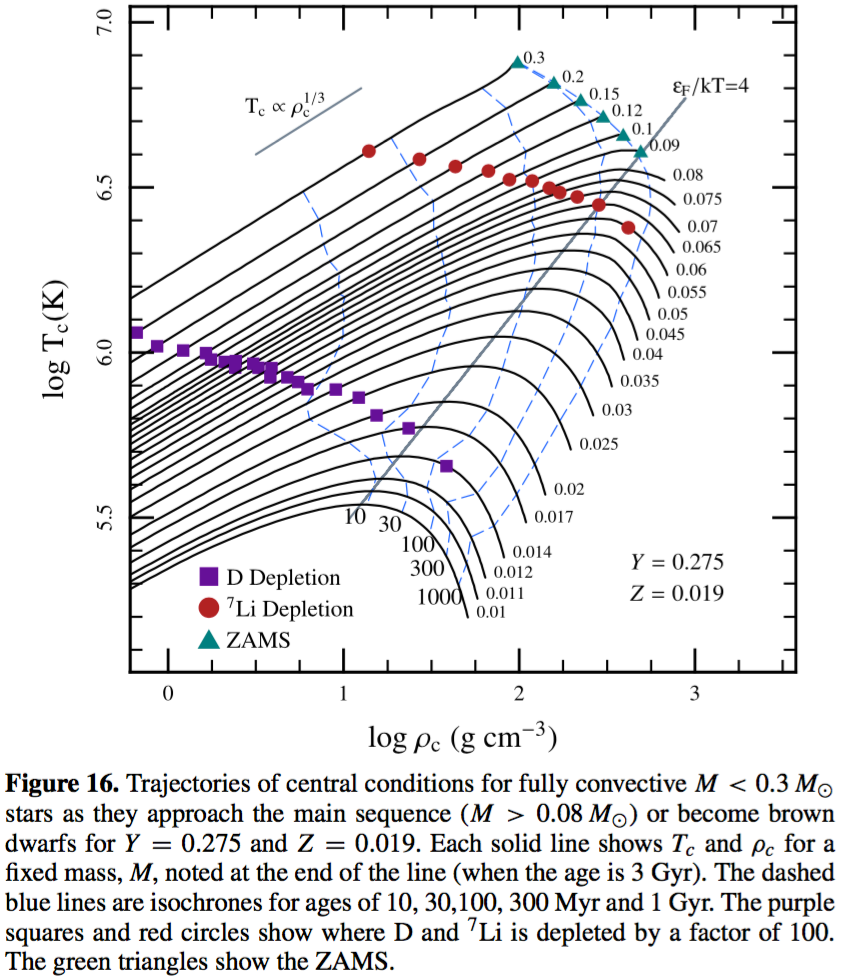 7.0
6.5
6.0
5.5
log T_c(K)
T_c ∝ ρ_c^{1/3}
ε_F/kT=4
0.3
0.2
0.15
0.12
0.1
0.09
0.08
0.075
0.07
0.065
0.06
0.055
0.05
0.045
0.04
0.035
0.03
0.025
0.02
0.017
0.014
0.012
0.011
0.01
10
30
100
300
1000
D Depletion
⁷Li Depletion
ZAMS
Y = 0.275
Z = 0.019
0
1
2
3
log ρ_c (g cm⁻³)
Figure 16. Trajectories of central conditions for fully convective M < 0.3 M⊙
stars as they approach the main sequence (M > 0.08 M⊙) or become brown
dwarfs for Y = 0.275 and Z = 0.019. Each solid line shows T_c and ρ_c for a
fixed mass, M, noted at the end of the line (when the age is 3 Gyr). The dashed
blue lines are isochrones for ages of 10, 30,100, 300 Myr and 1 Gyr. The purple
squares and red circles show where D and ⁷Li is depleted by a factor of 100.
The green triangles show the ZAMS.